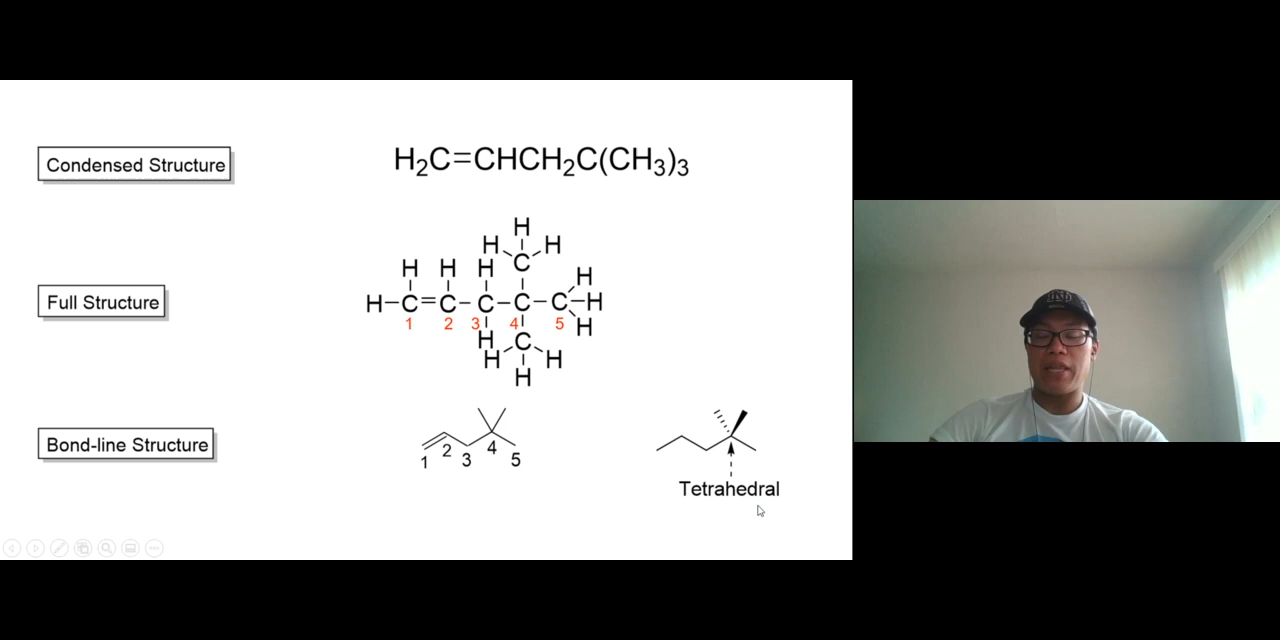 Condensed Structure
H₂C=CHCH₂C(CH₃)₃
H
H H
H H H C
H C C C C C H
H
H
1 2 3 4 5
H C
H H
H
Full Structure
Bond-line Structure
1 2 3 4 5
Tetrahedral